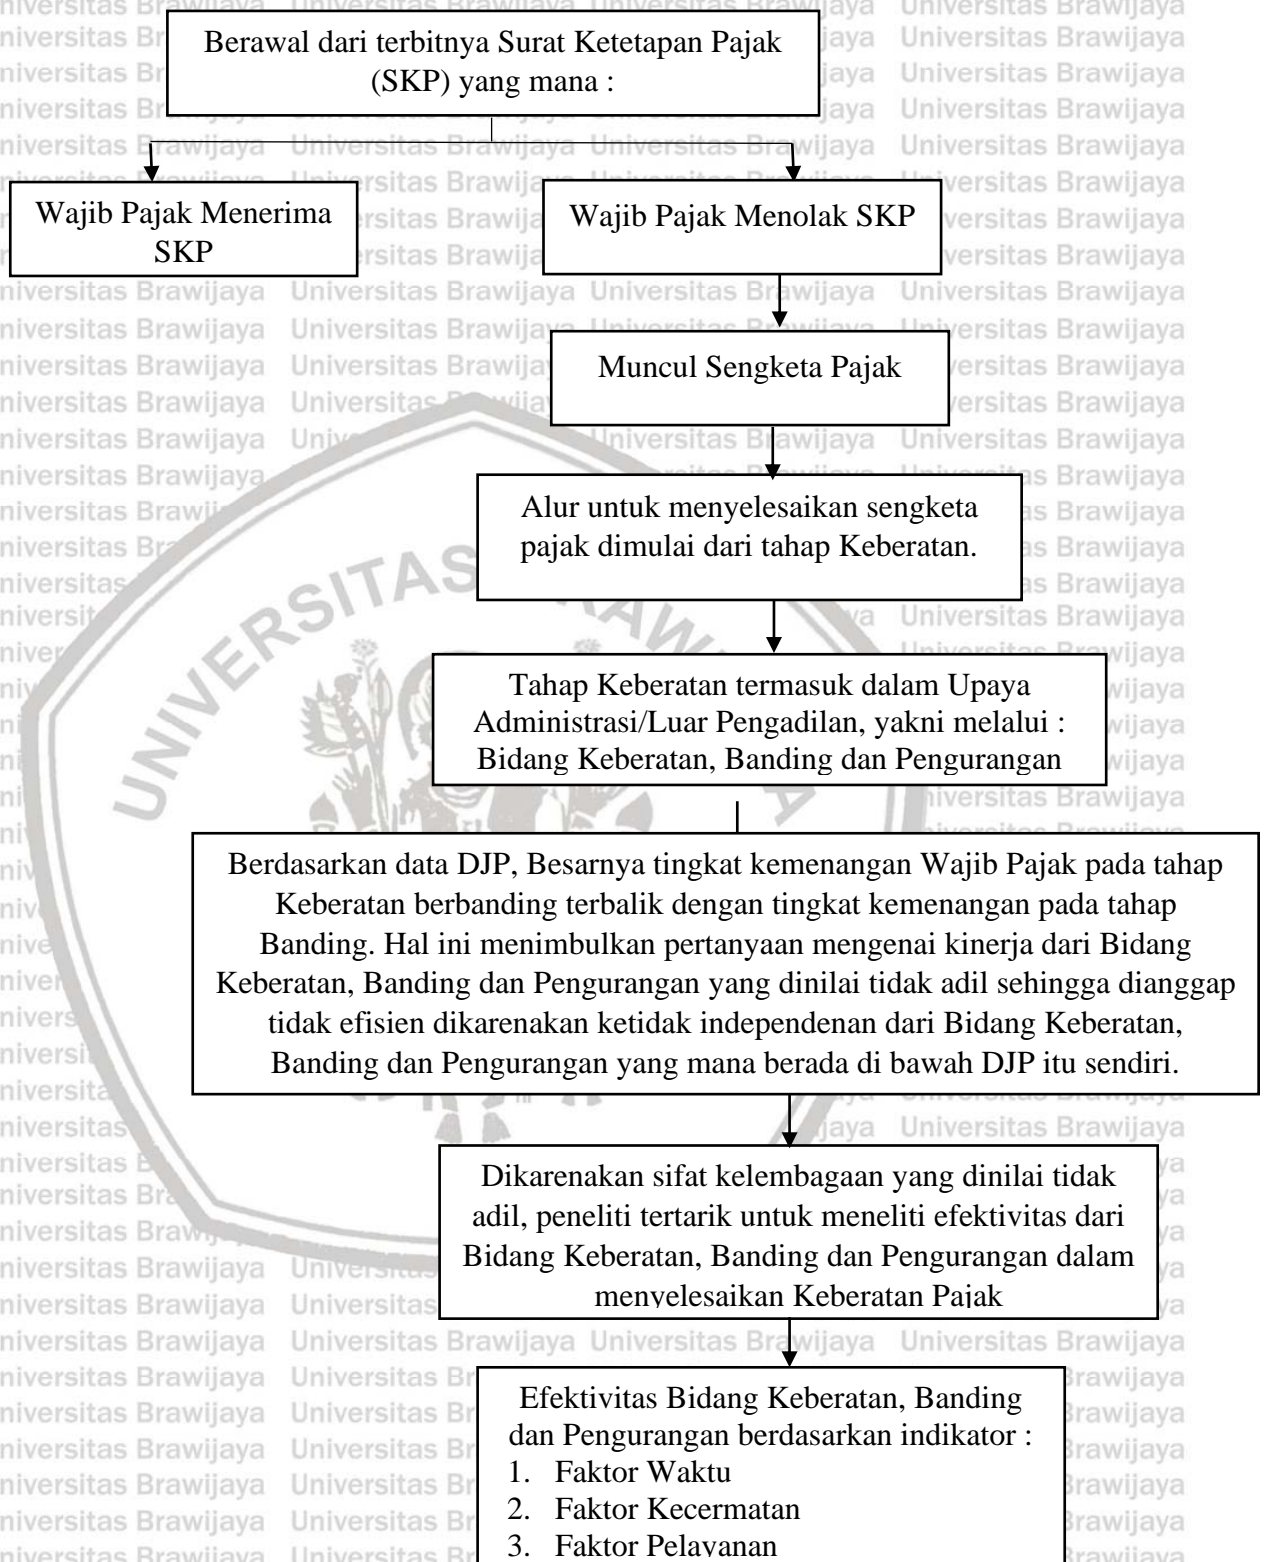 Berawal dari terbitnya Surat Ketetapan Pajak
(SKP) yang mana :
Wajib Pajak Menerima
SKP
Wajib Pajak Menolak SKP
Muncul Sengketa Pajak
Alur untuk menyelesaikan sengketa
pajak dimulai dari tahap Keberatan.
Tahap Keberatan termasuk dalam Upaya
Administrasi/Luar Pengadilan, yakni melalui :
Bidang Keberatan, Banding dan Pengurangan
Berdasarkan data DJP, Besarnya tingkat kemenangan Wajib Pajak pada tahap
Keberatan berbanding terbalik dengan tingkat kemenangan pada tahap
Banding. Hal ini menimbulkan pertanyaan mengenai kinerja dari Bidang
Keberatan, Banding dan Pengurangan yang dinilai tidak adil sehingga dianggap
tidak efisien dikarenakan ketidak independenan dari Bidang Keberatan,
Banding dan Pengurangan yang mana berada di bawah DJP itu sendiri.
Dikarenakan sifat kelembagaan yang dinilai tidak
adil, peneliti tertarik untuk meneliti efektivitas dari
Bidang Keberatan, Banding dan Pengurangan dalam
menyelesaikan Keberatan Pajak
Efektivitas Bidang Keberatan, Banding
dan Pengurangan berdasarkan indikator :
1. Faktor Waktu
2. Faktor Kecermatan
3. Faktor Pelayanan